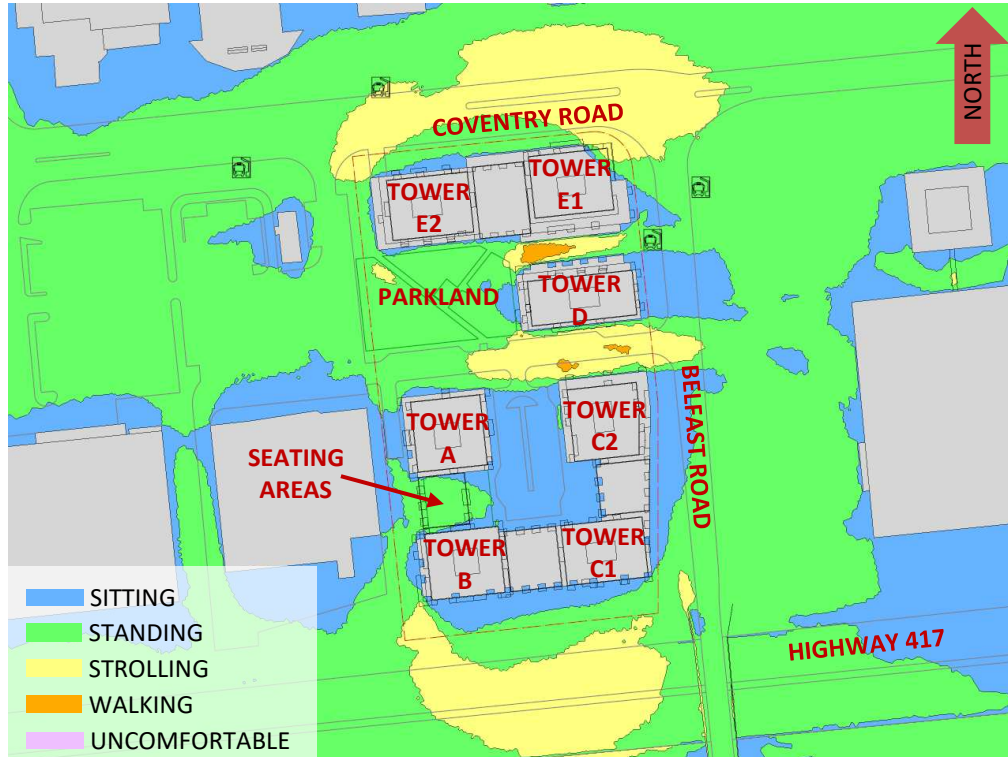 NORTH
COVENTRY ROAD
TOWER
E2
TOWER
E1
PARKLAND
TOWER
D
BELFAST ROAD
TOWER
A
TOWER
C2
SEATING
AREAS
TOWER
B
TOWER
C1
HIGHWAY 417
SITTING
STANDING
STROLLING
WALKING
UNCOMFORTABLE